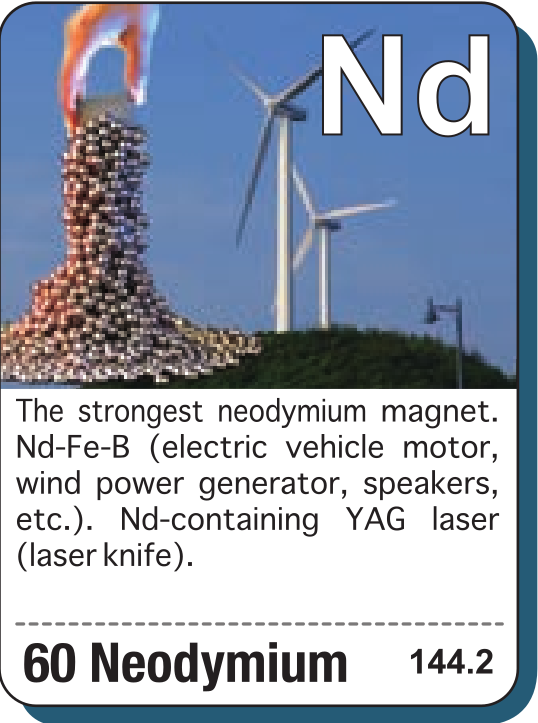 Nd
The strongest neodymium magnet.
Nd-Fe-B (electric vehicle motor,
wind power generator, speakers,
etc.). Nd-containing YAG laser
(laser knife).
60 Neodymium 144.2